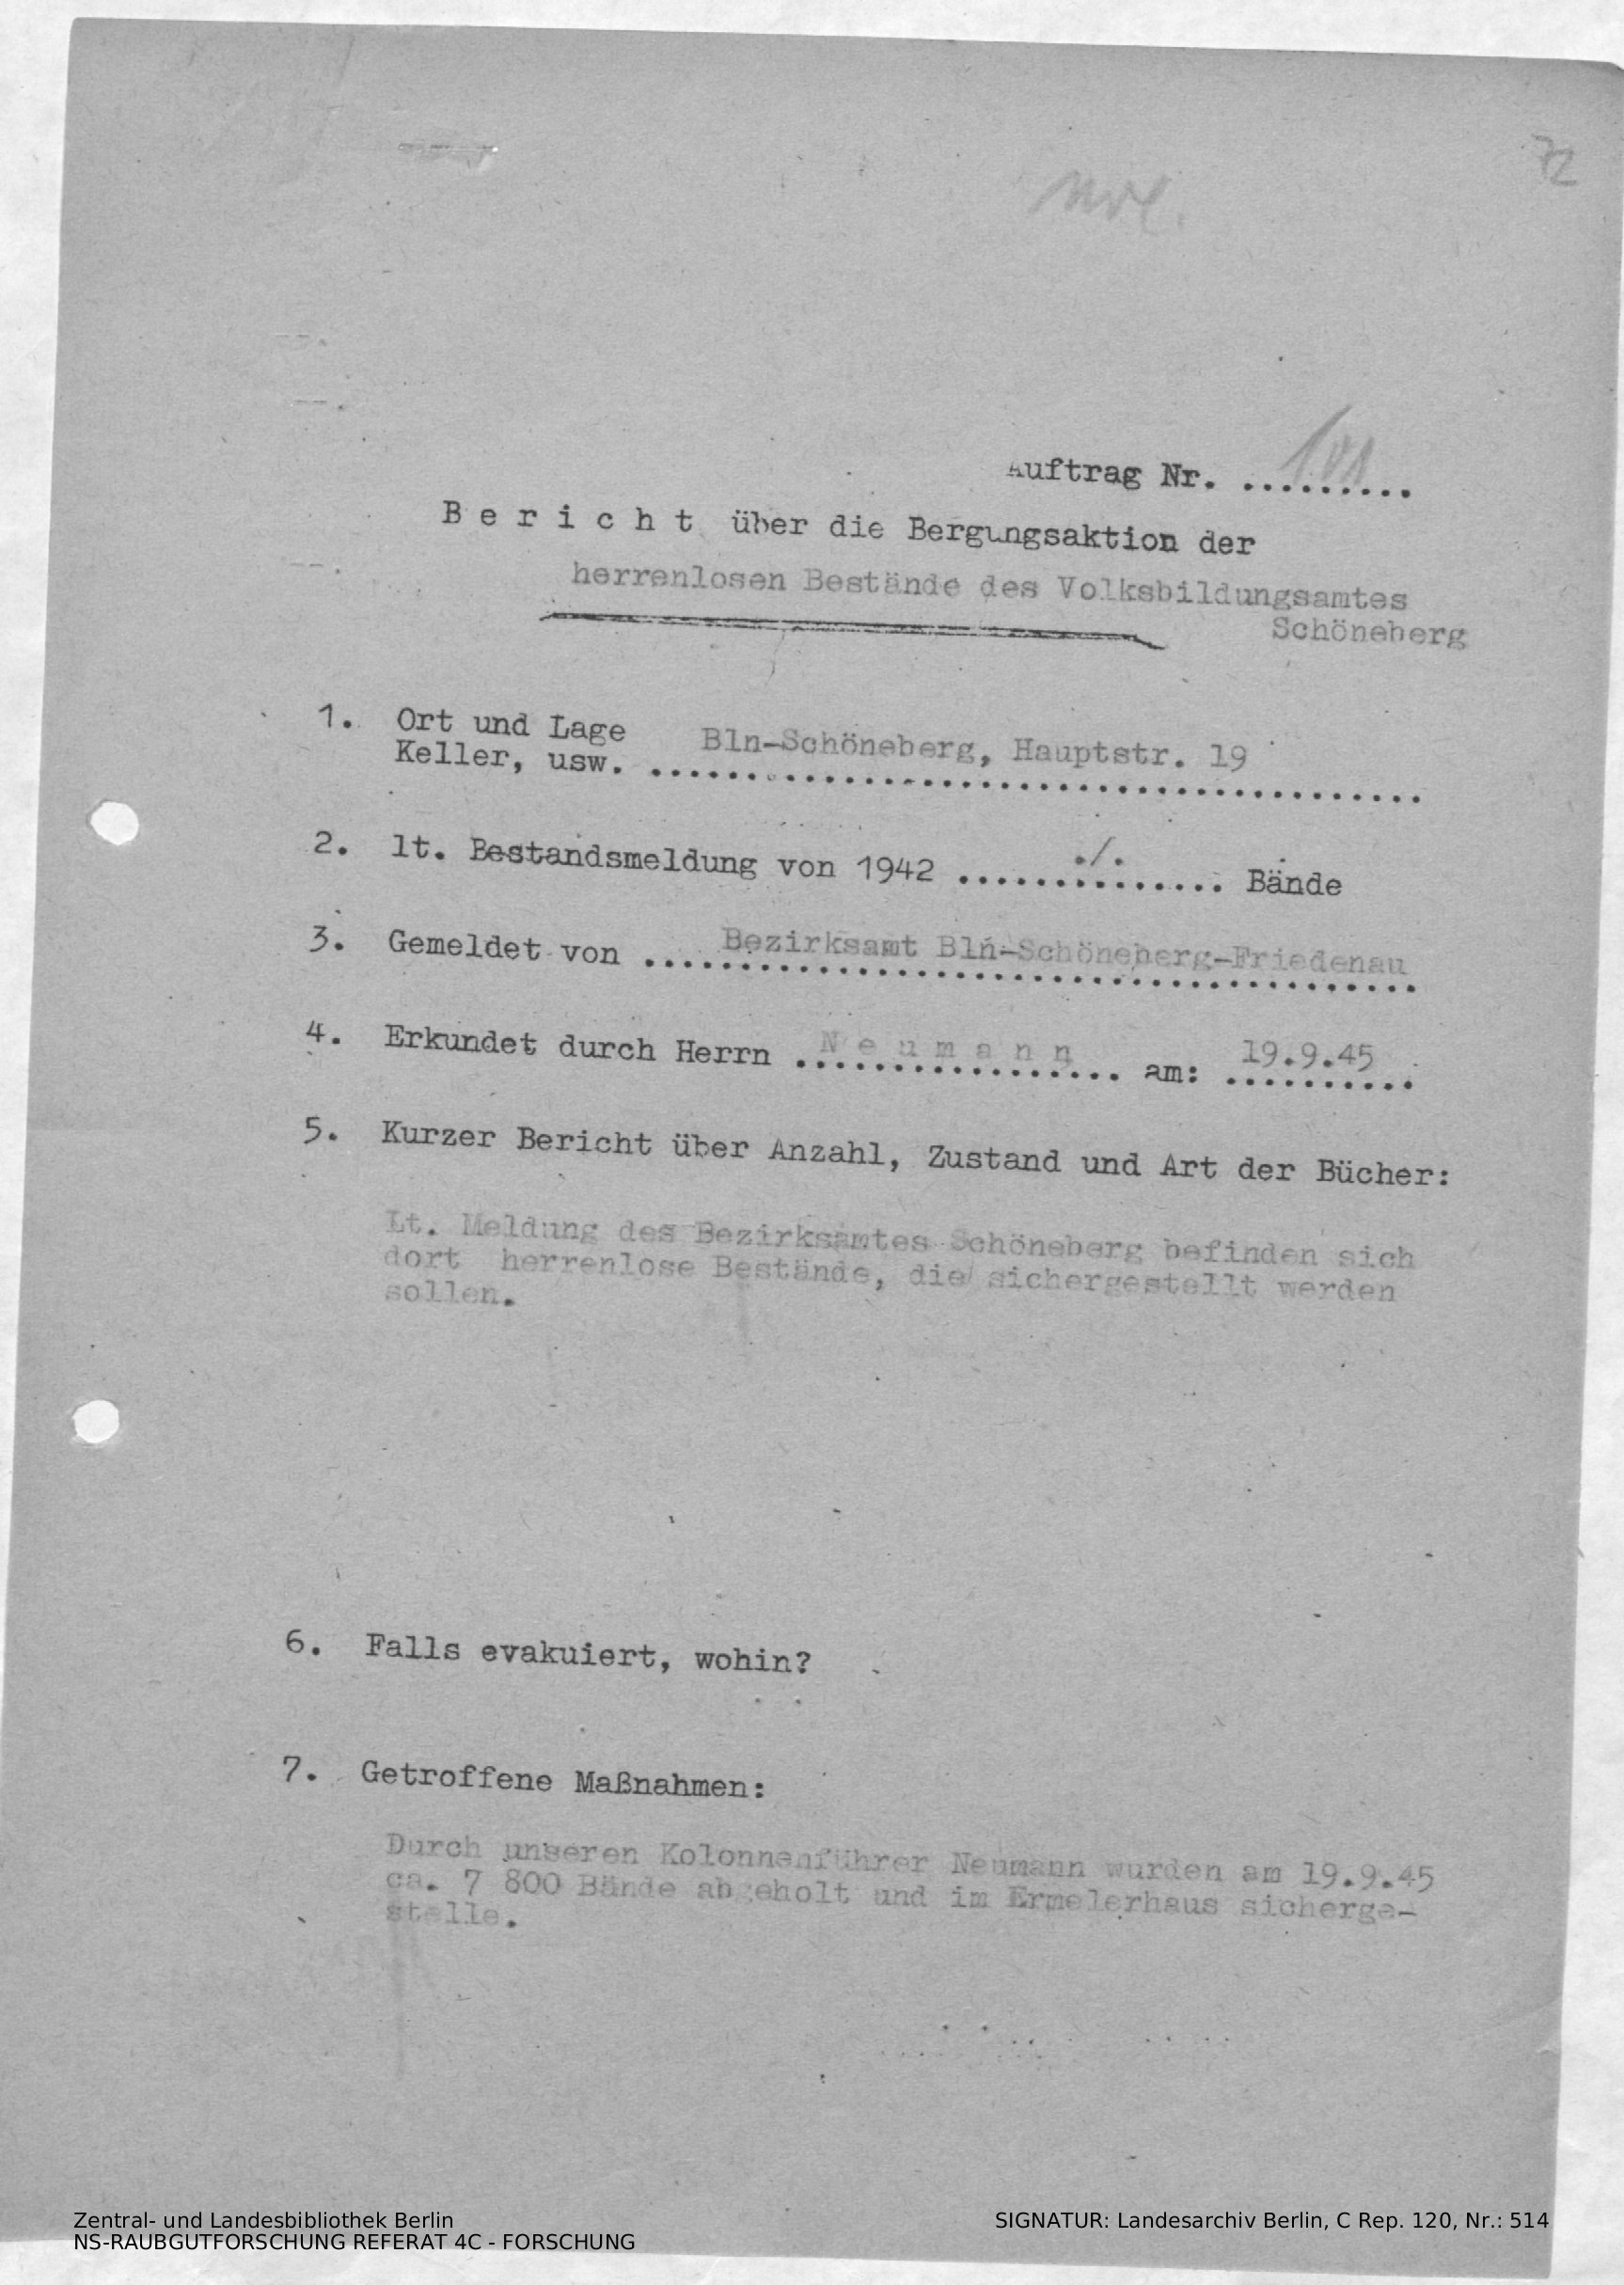 72
Auftrag Nr. .........
B e r i c h t über die Bergungsaktion der
herrenlosen Bestände des Volksbildungsamtes
Schöneberg
1. Ort und Lage
Keller, usw. Bln-Schöneberg, Hauptstr. 19
2. lt. Bestandsmeldung von 1942 ...... ./. ...... Bände
3. Gemeldet von Bezirksamt Bln-Schöneberg-Friedenau
4. Erkundet durch Herrn N e u m a n n am: 19.9.45
5. Kurzer Bericht über Anzahl, Zustand und Art der Bücher:
Lt. Meldung des Bezirksamtes Schöneberg befinden sich
dort herrenlose Bestände, die sichergestellt werden
sollen.
6. Falls evakuiert, wohin?
7. Getroffene Maßnahmen:
Durch unseren Kolonnenführer Neumann wurden am 19.9.45
ca. 7 800 Bände abgeholt und im Ermelerhaus sicherge-
stelle.
Zentral- und Landesbibliothek Berlin
NS-RAUBGUTFORSCHUNG REFERAT 4C - FORSCHUNG
SIGNATUR: Landesarchiv Berlin, C Rep. 120, Nr.: 514